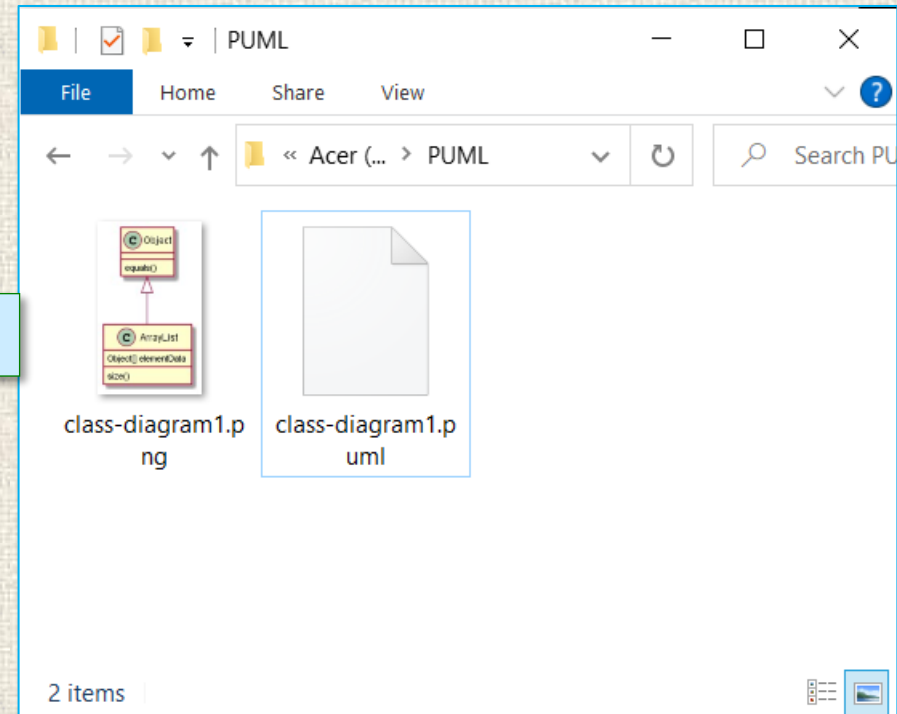 PUML
File Home Share View
?
« Acer (... > PUML
Search PU
C Object
equals()
C ArrayList
Object[] elementData
size()
class-diagram1.p
ng
class-diagram1.p
uml
2 items